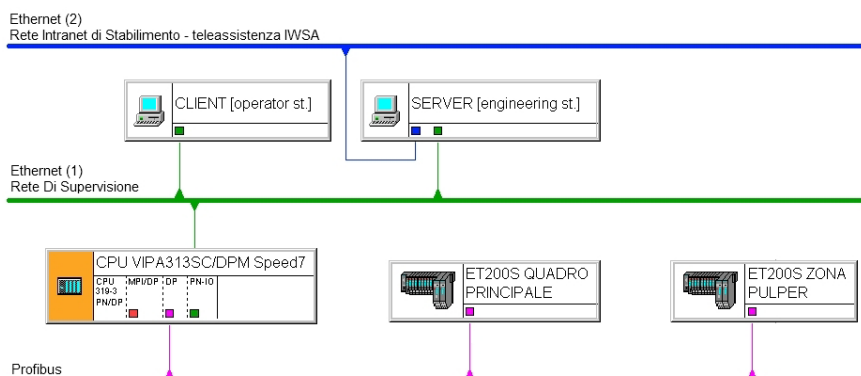 Ethernet (2)
Rete Intranet di Stabilimento - teleassistenza IWSA
CLIENT [operator st.]
SERVER [engineering st.]
Ethernet (1)
Rete Di Supervisione
CPU VIPA313SC/DPM Speed7
CPU
319-3
PN/DP
MPI/DP
DP
PN-IO
ET200S QUADRO
PRINCIPALE
ET200S ZONA
PULPER
Profibus